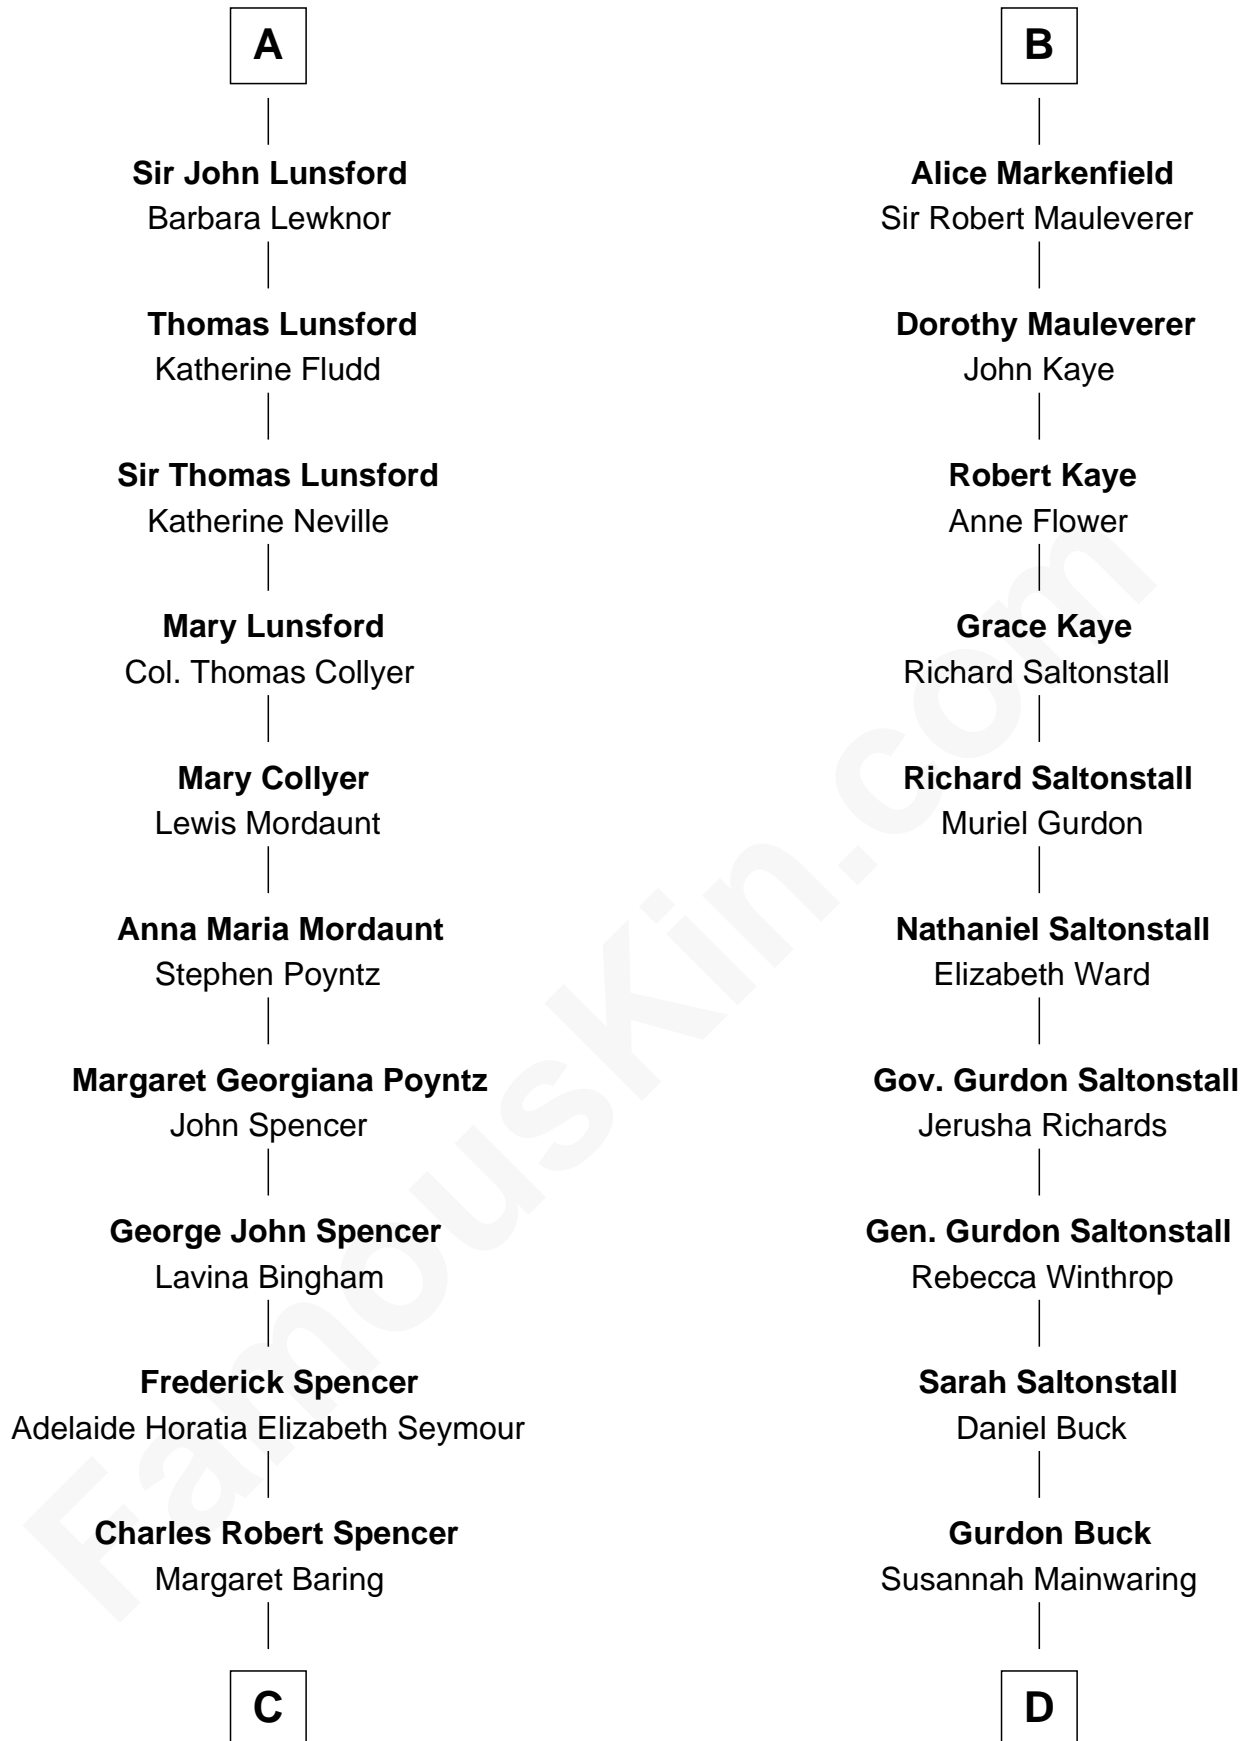 A
Sir John Lunsford
Barbara Lewknor
Thomas Lunsford
Katherine Fludd
Sir Thomas Lunsford
Katherine Neville
Mary Lunsford
Col. Thomas Collyer
Mary Collyer
Lewis Mordaunt
Anna Maria Mordaunt
Stephen Poyntz
Margaret Georgiana Poyntz
John Spencer
George John Spencer
Lavina Bingham
Frederick Spencer
Adelaide Horatia Elizabeth Seymour
Charles Robert Spencer
Margaret Baring
C
B
Alice Markenfield
Sir Robert Mauleverer
Dorothy Mauleverer
John Kaye
Robert Kaye
Anne Flower
Grace Kaye
Richard Saltonstall
Richard Saltonstall
Muriel Gurdon
Nathaniel Saltonstall
Elizabeth Ward
Gov. Gurdon Saltonstall
Jerusha Richards
Gen. Gurdon Saltonstall
Rebecca Winthrop
Sarah Saltonstall
Daniel Buck
Gurdon Buck
Susannah Mainwaring
D
FamousKin.com